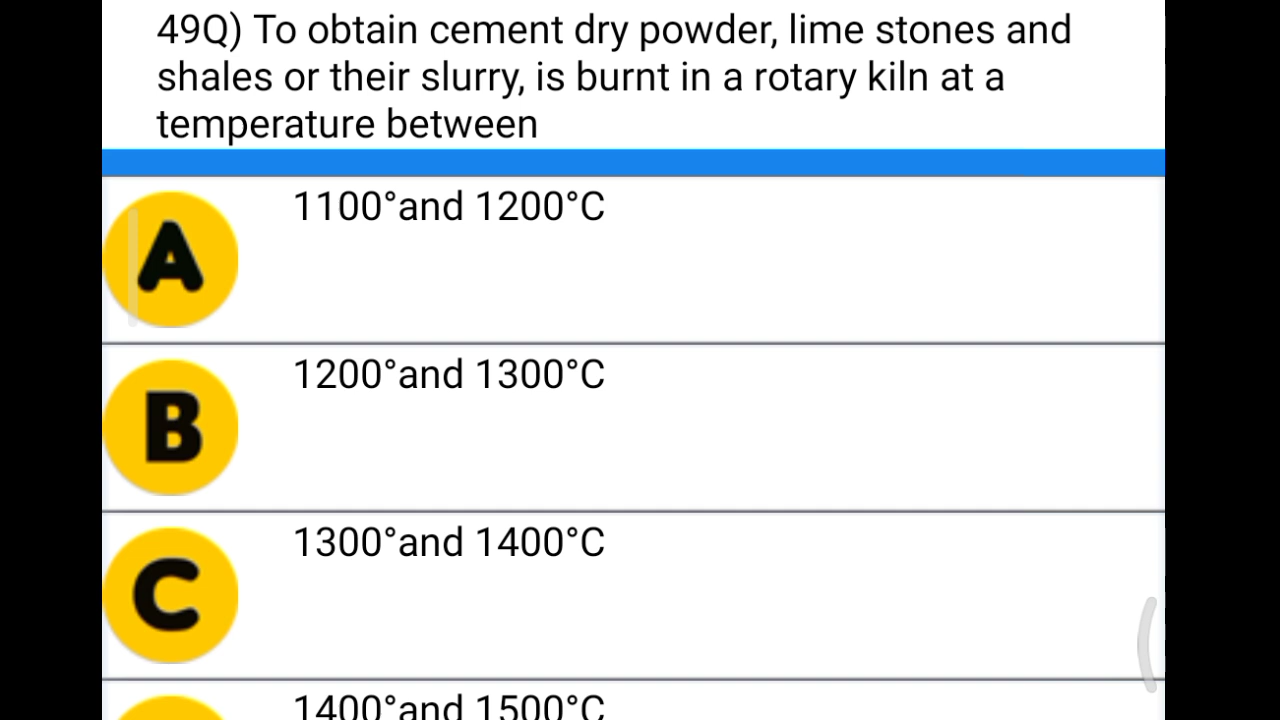 49Q) To obtain cement dry powder, lime stones and
shales or their slurry, is burnt in a rotary kiln at a
temperature between
A
1100°and 1200°C
B
1200°and 1300°C
C
1300°and 1400°C
1400°and 1500°C